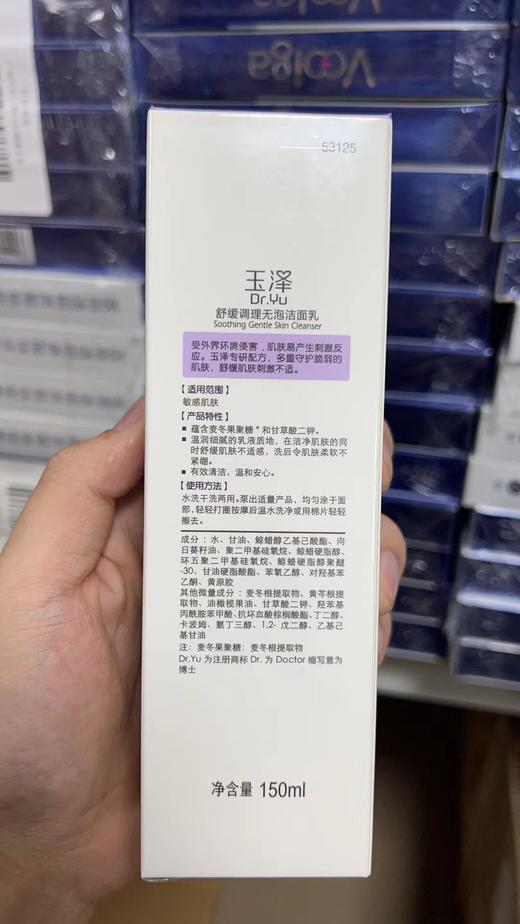 Voolga
53125
玉泽
Dr.Yu
舒缓调理无泡洁面乳
Soothing Gentle Skin Cleanser
受外界环境侵害，肌肤易产生刺激反
应。玉泽专研配方，多重守护脆弱的
肌肤，舒缓肌肤刺激不适。
【适用范围】
敏感肌肤
【产品特性】
■ 蕴含麦冬果聚糖*和甘草酸二钾。
■ 温润细腻的乳液质地，在洁净肌肤的同
时舒缓肌肤不适感，洗后令肌肤柔软不
紧绷。
■ 有效清洁，温和安心。
【使用方法】
水洗干洗两用。泵出适量产品，均匀涂于面
部，轻轻打圈按摩后温水洗净或用棉片轻轻
擦去。
成分：水、甘油、鲸蜡醇乙基己酸酯、向
日葵籽油、聚二甲基硅氧烷、鲸蜡硬脂醇、
环五聚二甲基硅氧烷、鲸蜡硬脂醇聚醚
-30、甘油硬脂酸酯、苯氧乙醇、对羟基苯
乙酮、黄原胶
其他微量成分：麦冬根提取物、黄芩根提
取物、油橄榄果油、甘草酸二钾、羟苯基
丙酰胺苯甲酸、抗坏血酸棕榈酸酯、丁二醇、
卡波姆、氨丁三醇、1,2-戊二醇、乙基己
基甘油
注：麦冬果聚糖：麦冬根提取物
Dr.Yu 为注册商标 Dr. 为 Doctor 缩写意为
博士
净含量 150ml